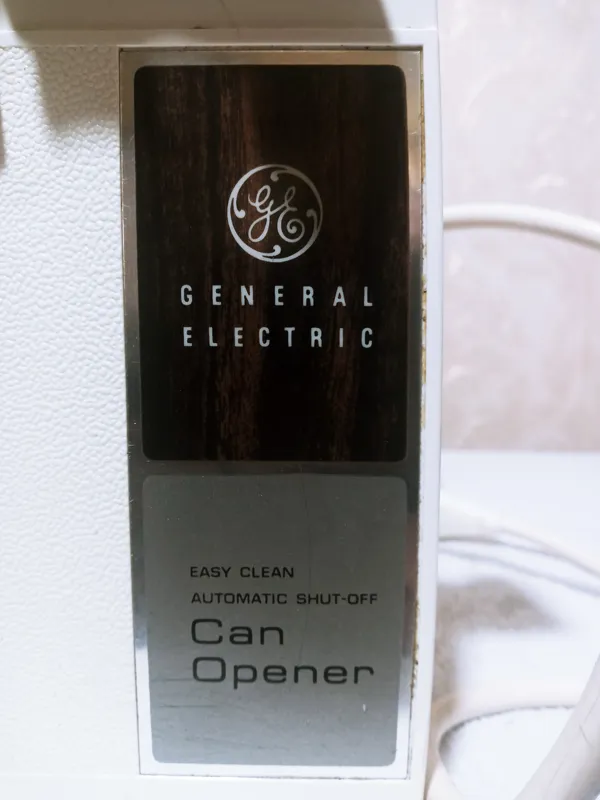 GE
GENERAL
ELECTRIC
EASY CLEAN
AUTOMATIC SHUT-OFF
Can
Opener